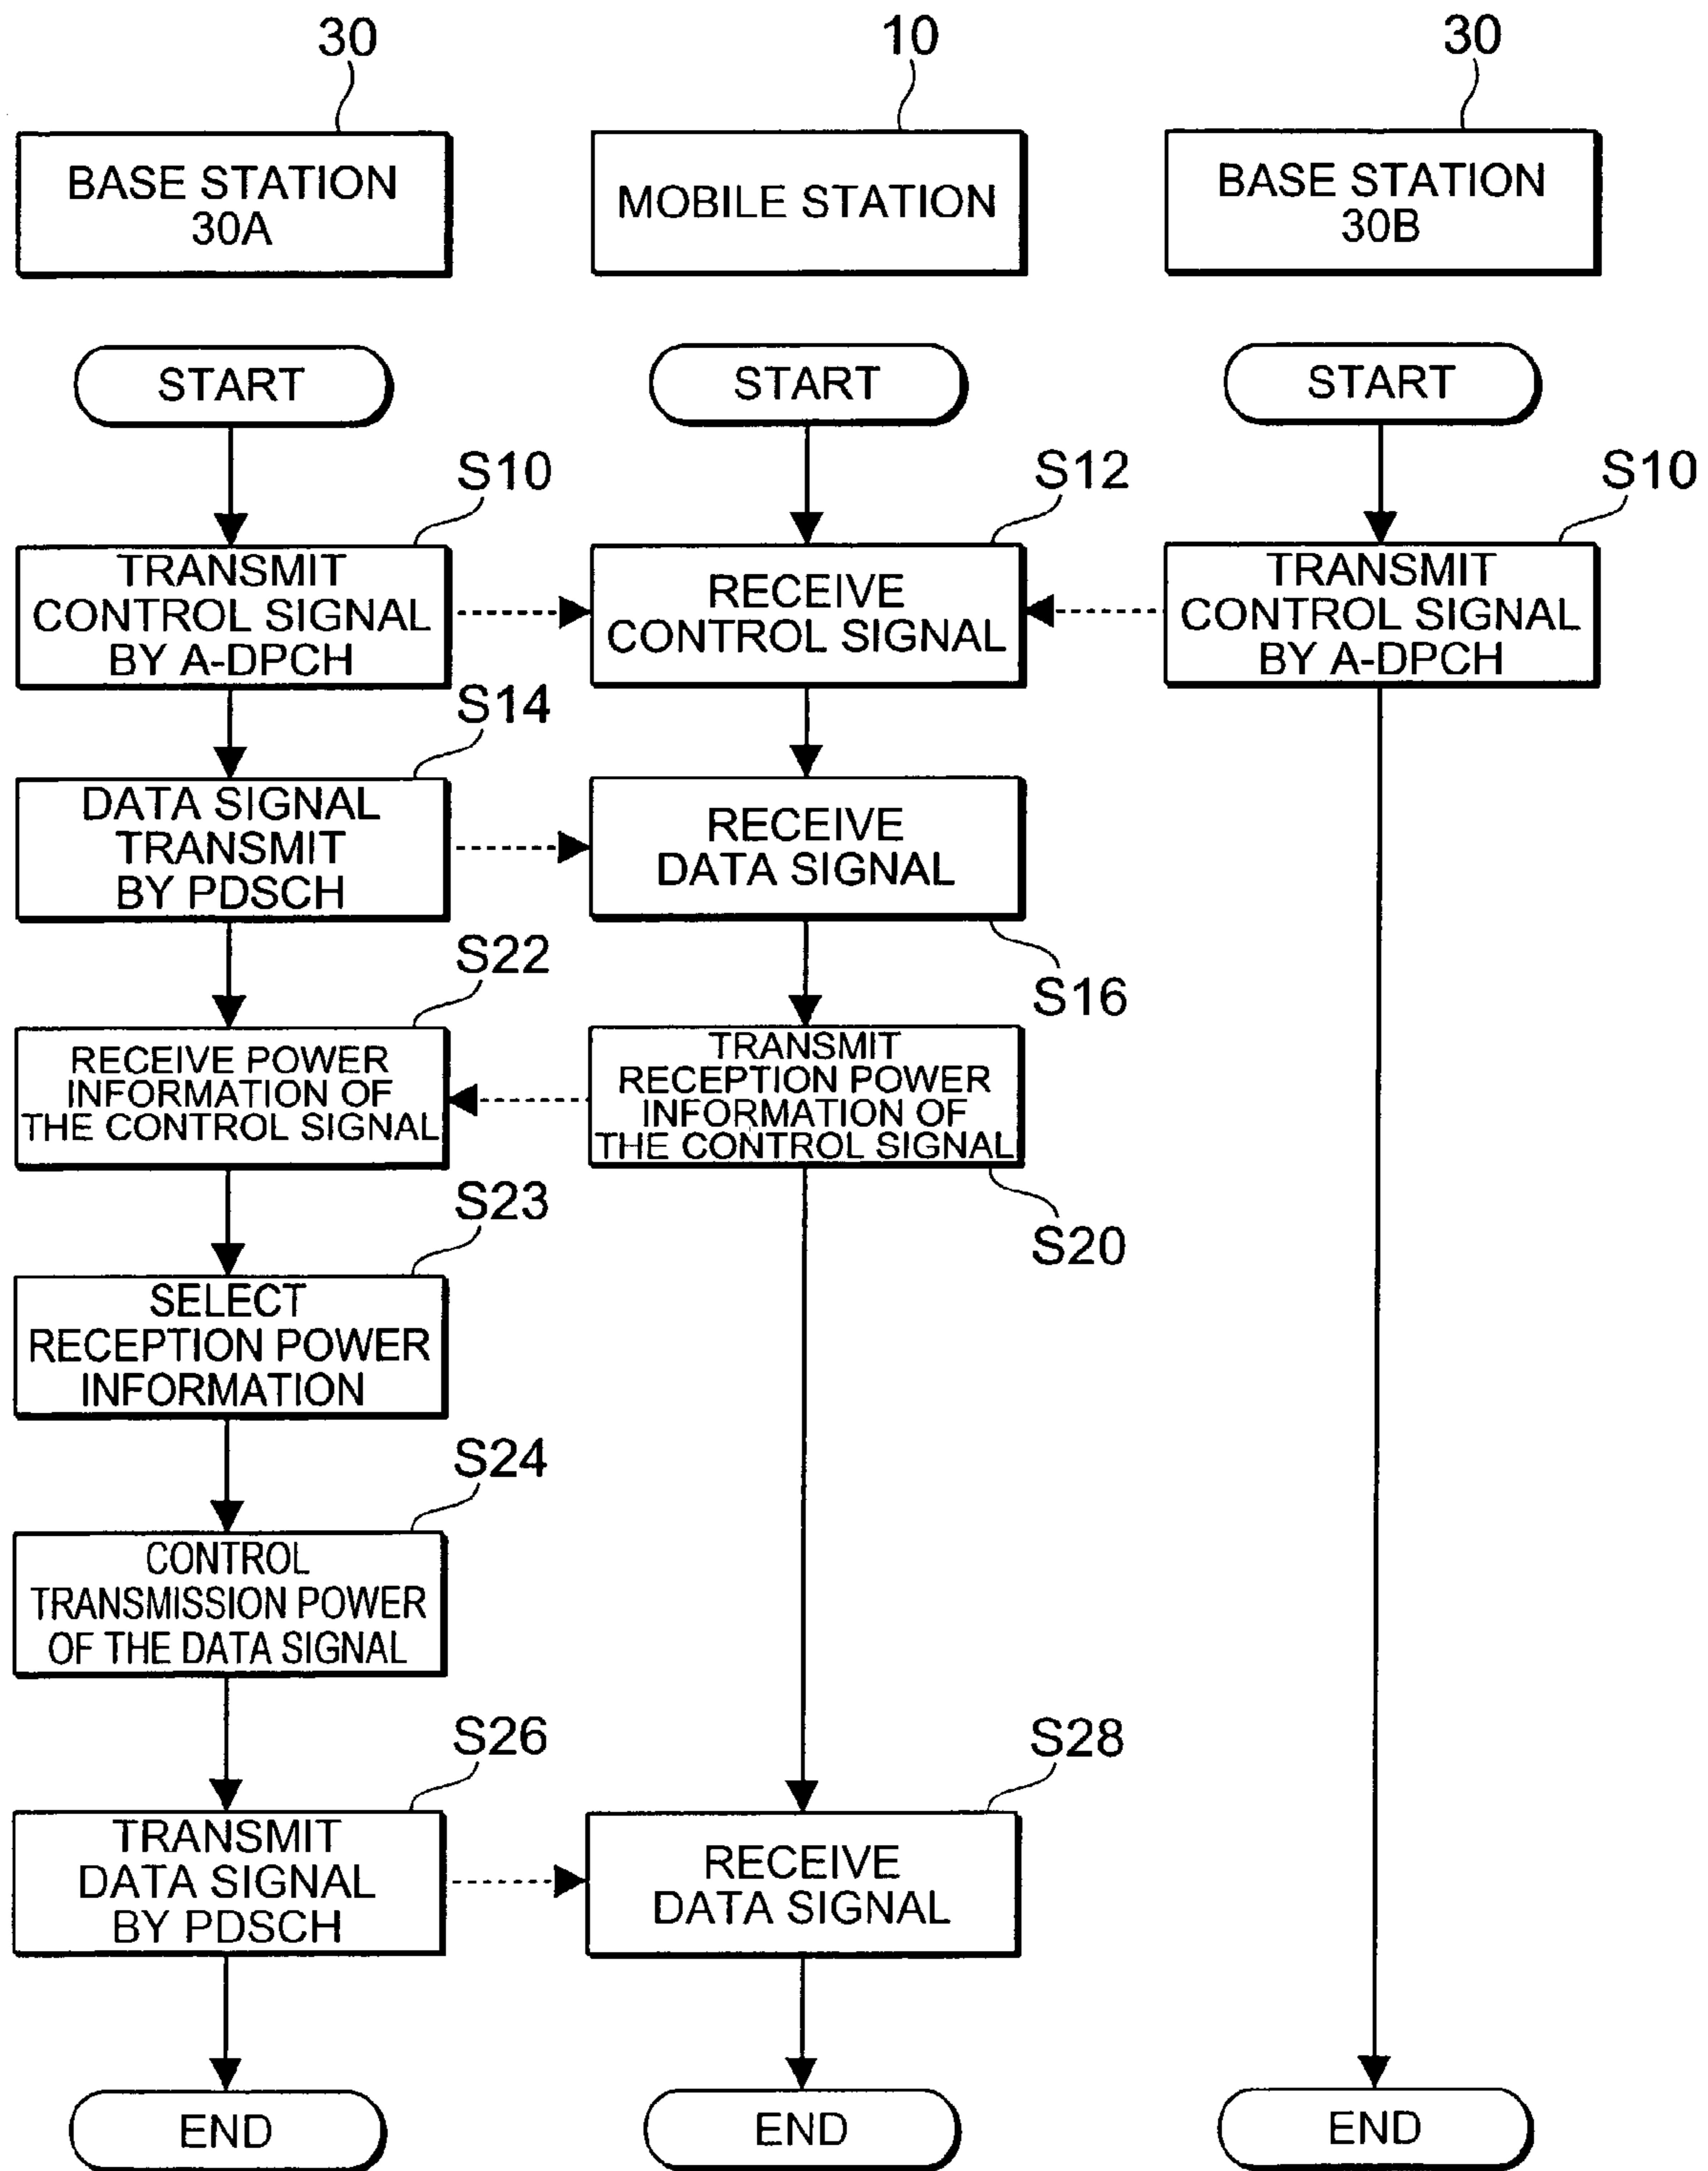 30
10
30
BASE STATION
30A
MOBILE STATION
BASE STATION
30B
START
START
START
S10
S12
S10
TRANSMIT
CONTROL SIGNAL
BY A-DPCH
RECEIVE
CONTROL SIGNAL
TRANSMIT
CONTROL SIGNAL
BY A-DPCH
S14
DATA SIGNAL
TRANSMIT
BY PDSCH
RECEIVE
DATA SIGNAL
S22
S16
RECEIVE POWER
INFORMATION OF
THE CONTROL SIGNAL
TRANSMIT
RECEPTION POWER
INFORMATION OF
THE CONTROL SIGNAL
S23
S20
SELECT
RECEPTION POWER
INFORMATION
S24
CONTROL
TRANSMISSION POWER
OF THE DATA SIGNAL
S26
S28
TRANSMIT
DATA SIGNAL
BY PDSCH
RECEIVE
DATA SIGNAL
END
END
END